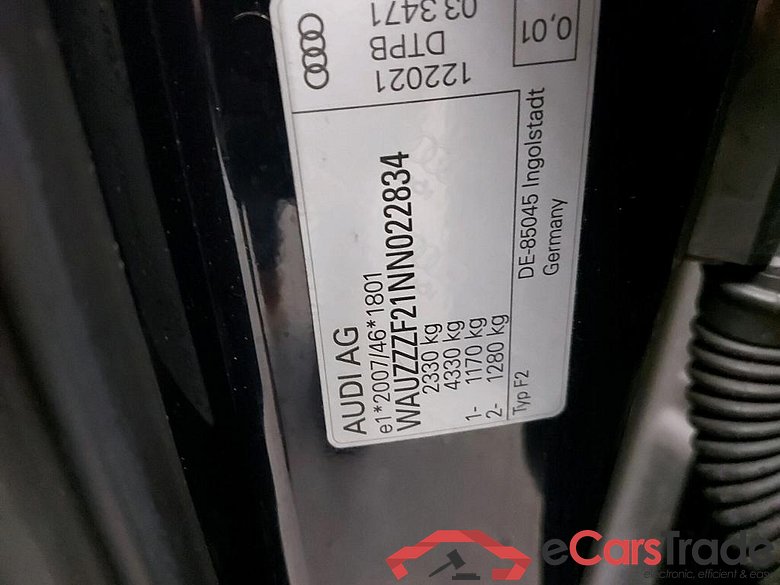 AUDI AG
e1*2007/46*1801
WAUZZZF21NN022834
2330 kg
4330 kg
1- 1170 kg
2- 1280 kg
Typ F2
DE-85045 Ingolstadt
Germany
122021
DTPB
03 3471
0,01
eCarsTrade
electronic, efficient & easy